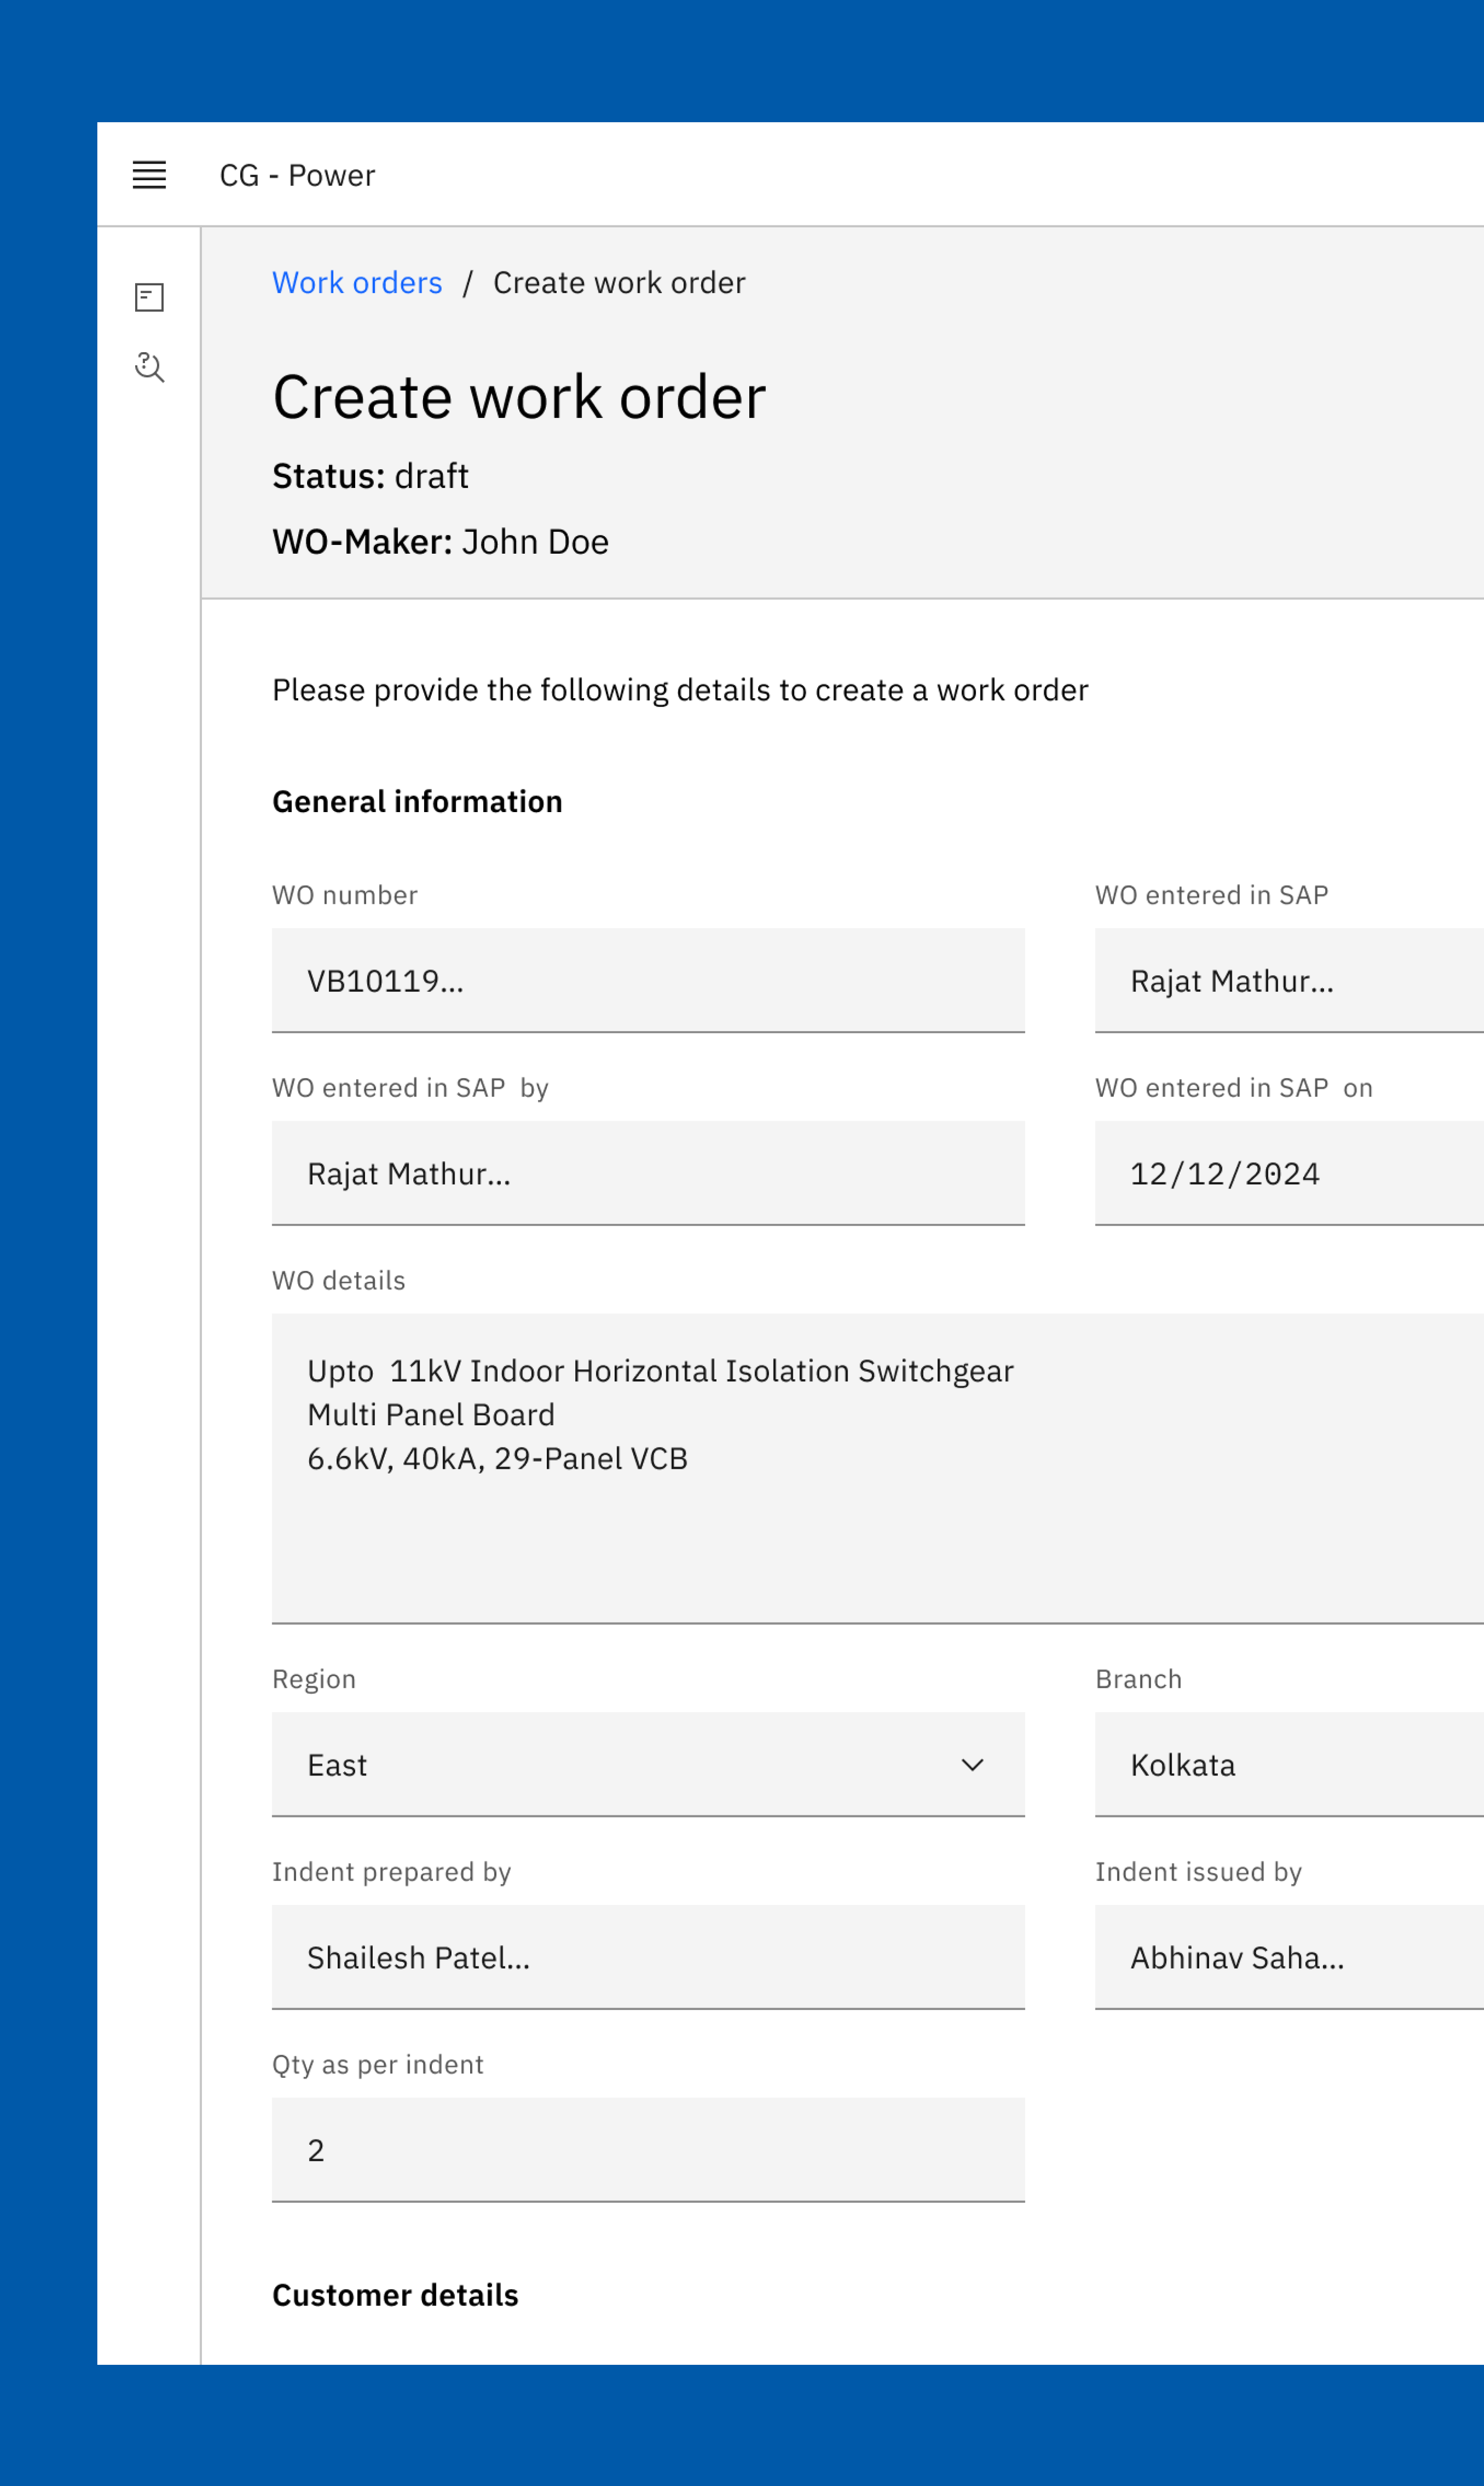 CG - Power
Work orders / Create work order
Create work order
Status: draft
WO-Maker: John Doe
Please provide the following details to create a work order
General information
WO number
VB10119...
WO entered in SAP
Rajat Mathur...
WO entered in SAP by
Rajat Mathur...
WO entered in SAP on
12/12/2024
WO details
Upto 11kV Indoor Horizontal Isolation Switchgear
Multi Panel Board
6.6kV, 40kA, 29-Panel VCB
Region
East
Branch
Kolkata
Indent prepared by
Shailesh Patel...
Indent issued by
Abhinav Saha...
Qty as per indent
2
Customer details